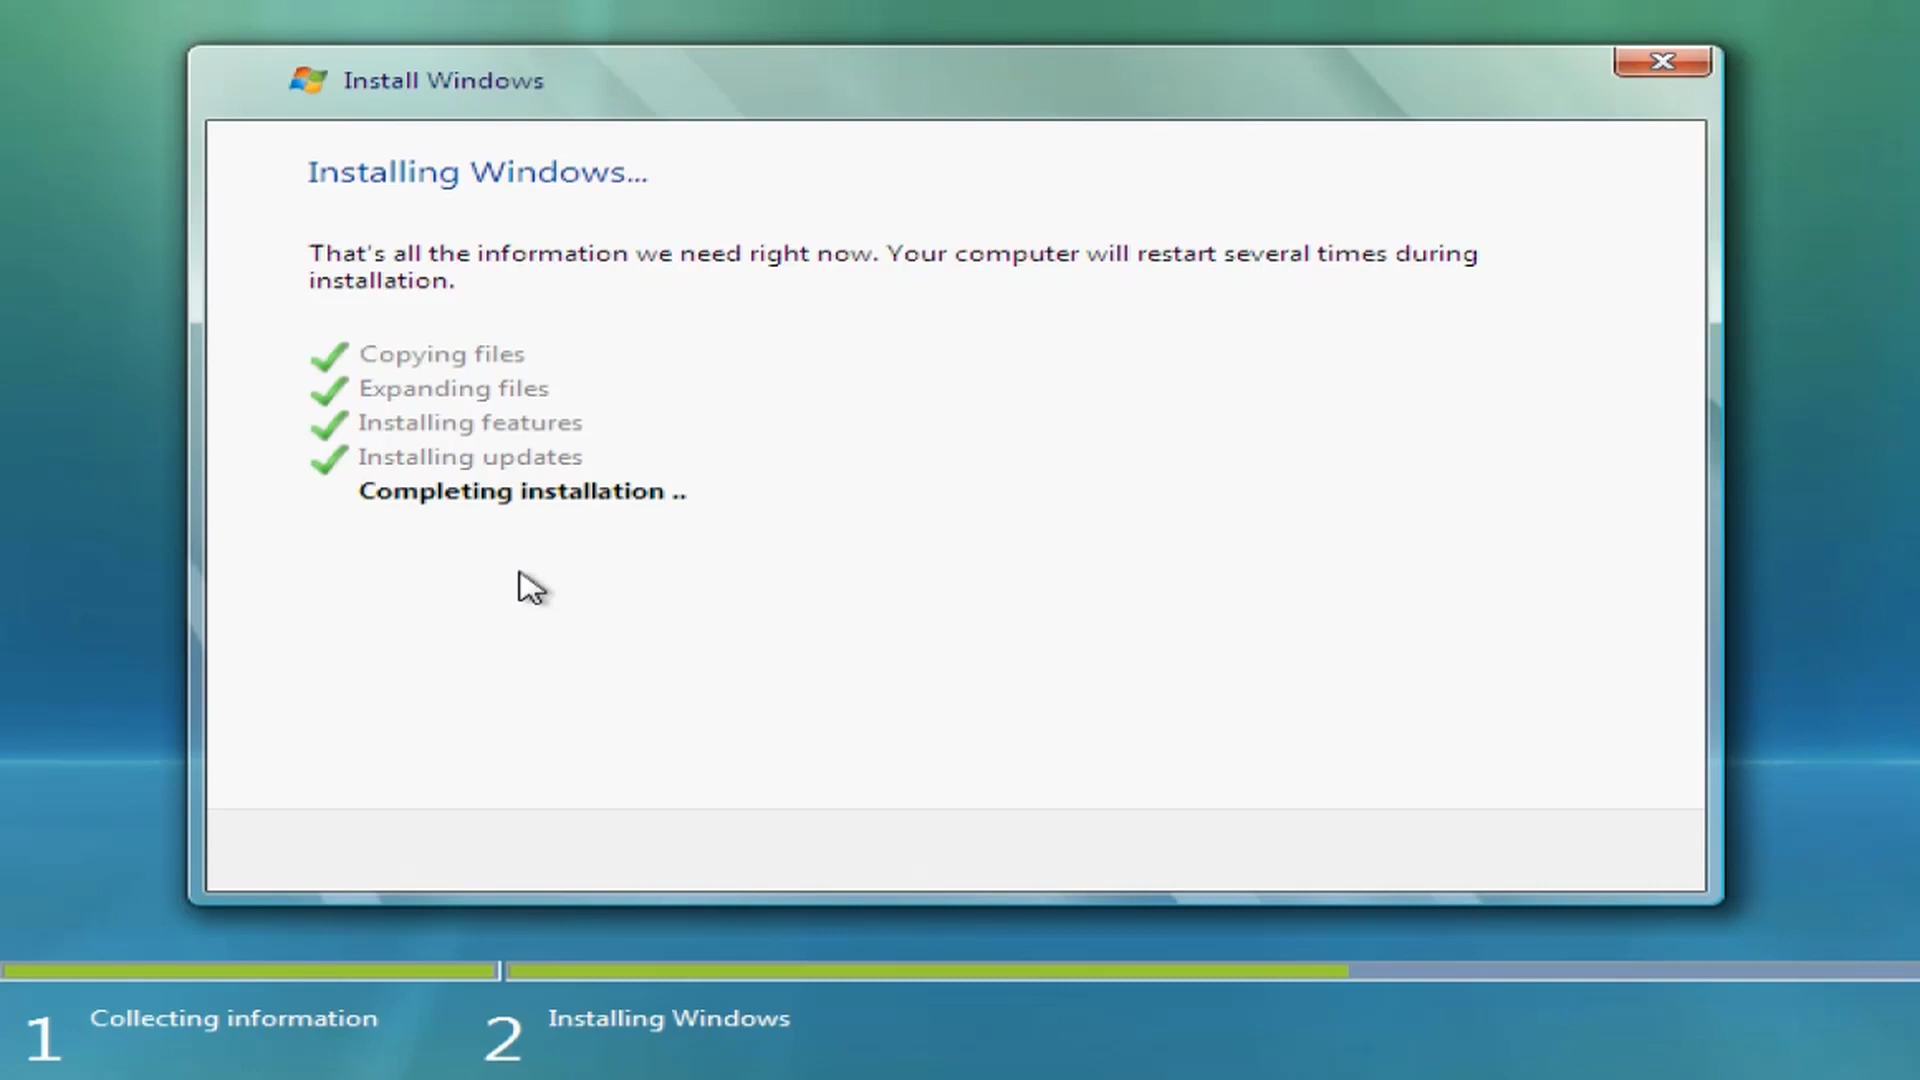 Install Windows
Installing Windows...
That's all the information we need right now. Your computer will restart several times during
installation.
Copying files
Expanding files
Installing features
Installing updates
Completing installation ..
1 Collecting information
2 Installing Windows